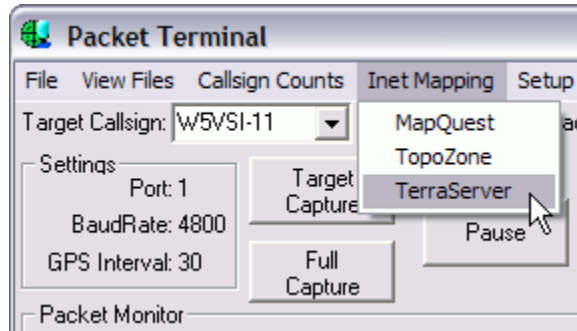 Packet Terminal
File View Files Callsign Counts Inet Mapping Setup
Target Callsign: W5VSI-11
MapQuest
TopoZone
TerraServer
Settings
Port: 1
BaudRate: 4800
GPS Interval: 30
Target
Capture
Full
Capture
Pause
Packet Monitor